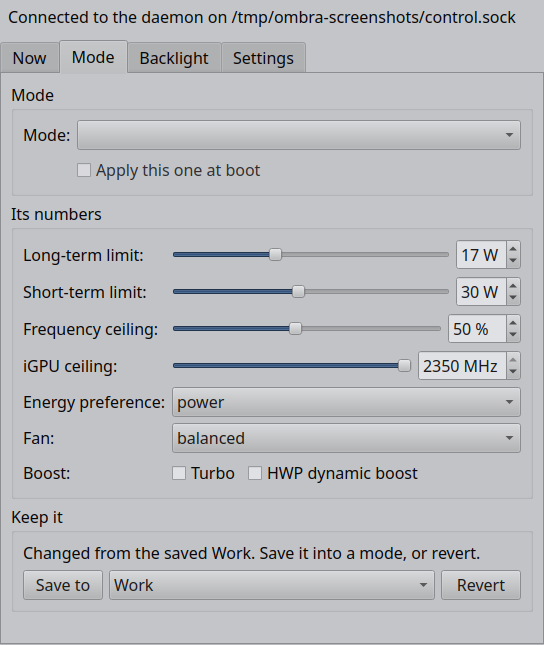 Connected to the daemon on /tmp/ombra-screenshots/control.sock
Now Mode Backlight Settings
Mode
Mode:
Apply this one at boot
Its numbers
Long-term limit: 17 W
Short-term limit: 30 W
Frequency ceiling: 50 %
iGPU ceiling: 2350 MHz
Energy preference: power
Fan: balanced
Boost: Turbo HWP dynamic boost
Keep it
Changed from the saved Work. Save it into a mode, or revert.
Save to Work Revert